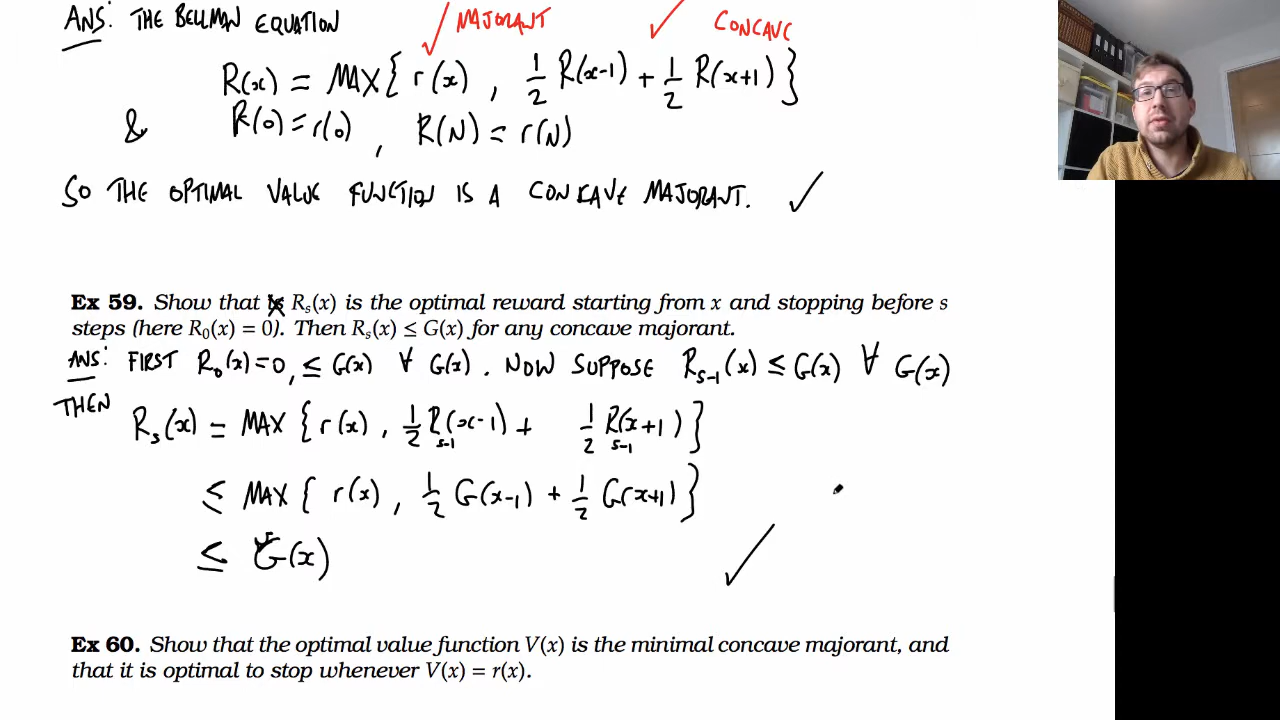 ANS: THE BELLMAN EQUATION ✓ MAJORANT ✓ CONCAVE
R(x) = MAX{ r(x) , 1/2 R(x-1) + 1/2 R(x+1) }
& R(0)=r(0) , R(N) = r(N)
SO THE OPTIMAL VALUE FUNCTION IS A CONCAVE MAJORANT. ✓
Ex 59. Show that R_s(x) is the optimal reward starting from x and stopping before s
steps (here R_0(x) = 0). Then R_s(x) ≤ G(x) for any concave majorant.
ANS: FIRST R_0(x)=0, ≤ G(x) ∀ G(x). NOW SUPPOSE R_{s-1}(x) ≤ G(x) ∀ G(x)
THEN
R_s(x) = MAX { r(x) , 1/2 R_{s-1}(x-1) + 1/2 R_{s-1}(x+1) }
≤ MAX { r(x) , 1/2 G(x-1) + 1/2 G(x+1) }
≤ G(x) ✓
Ex 60. Show that the optimal value function V(x) is the minimal concave majorant, and
that it is optimal to stop whenever V(x) = r(x).